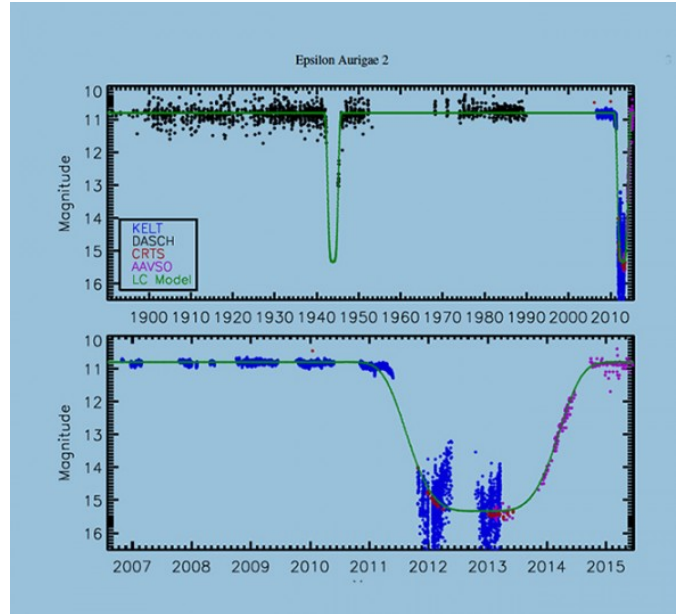 Epsilon Aurigae 2
10
11
12
13
14
15
16
Magnitude
KELT
DASCH
CRTS
AAVSO
LC Model
1900 1910 1920 1930 1940 1950 1960 1970 1980 1990 2000 2010
10
11
12
13
14
15
16
Magnitude
2007 2008 2009 2010 2011 2012 2013 2014 2015